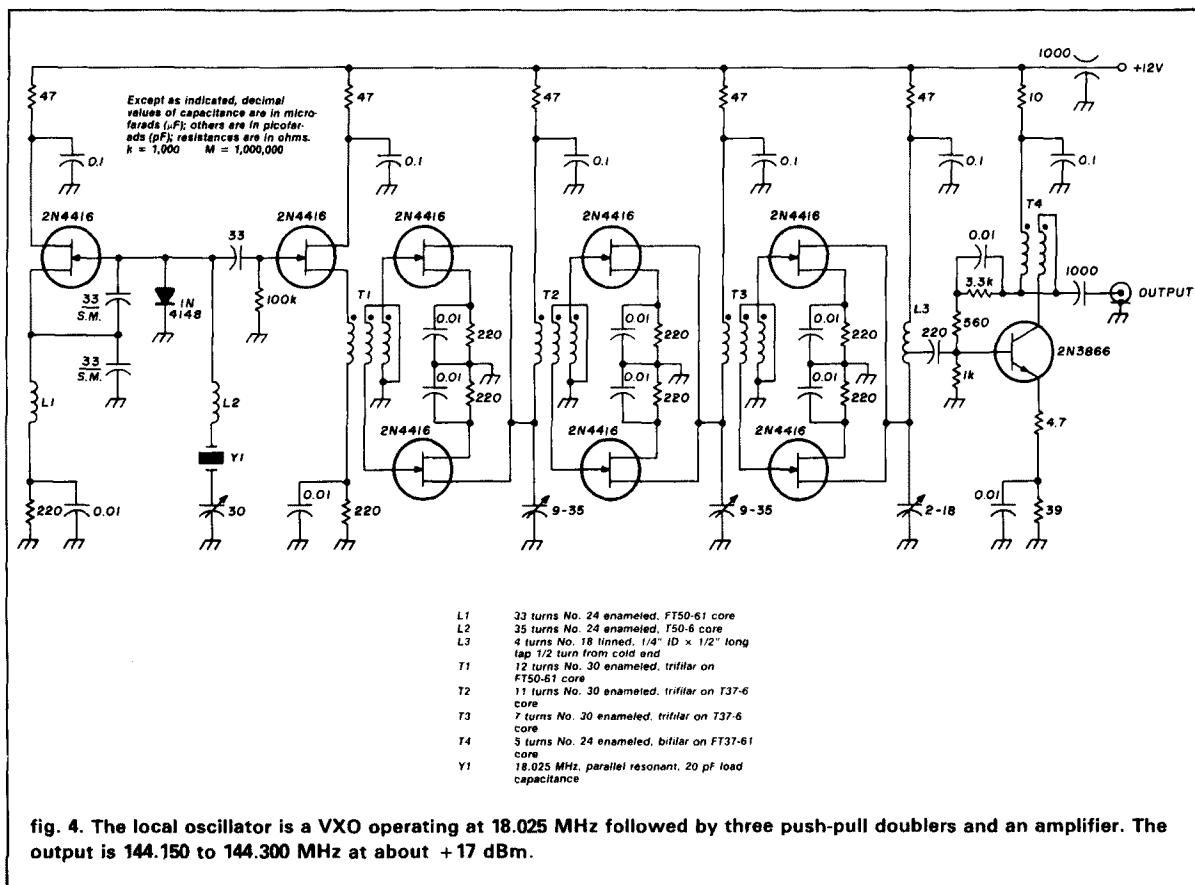 1000
+12V
47
47
47
47
47
10
Except as indicated, decimal
values of capacitance are in micro-
farads (μF); others are in picofar-
ads (pF); resistances are in ohms.
k = 1,000 M = 1,000,000
0.1
0.1
0.1
0.1
0.1
0.1
2N4416
2N4416
2N4416
2N4416
2N4416
T4
33
0.01
1000
OUTPUT
33
S.M.
1N
4148
100k
T1
T2
T3
L3
3.3k
560
220
2N3866
1k
33
S.M.
0.01
220
0.01
220
0.01
220
0.01
220
0.01
220
0.01
220
L1
L2
2N4416
2N4416
2N4416
4.7
Y1
220
0.01
30
0.01
220
9-35
9-35
2-18
0.01
39
L1 33 turns No. 24 enameled, FT50-61 core
L2 35 turns No. 24 enameled, T50-6 core
L3 4 turns No. 18 tinned, 1/4" ID × 1/2" long
tap 1/2 turn from cold end
T1 12 turns No. 30 enameled, trifilar on
FT50-61 core
T2 11 turns No. 30 enameled, trifilar on T37-6
core
T3 7 turns No. 30 enameled, trifilar on T37-6
core
T4 5 turns No. 24 enameled, bifilar on FT37-61
core
Y1 18.025 MHz, parallel resonant, 20 pF load
capacitance
fig. 4. The local oscillator is a VXO operating at 18.025 MHz followed by three push-pull doublers and an amplifier. The
output is 144.150 to 144.300 MHz at about +17 dBm.